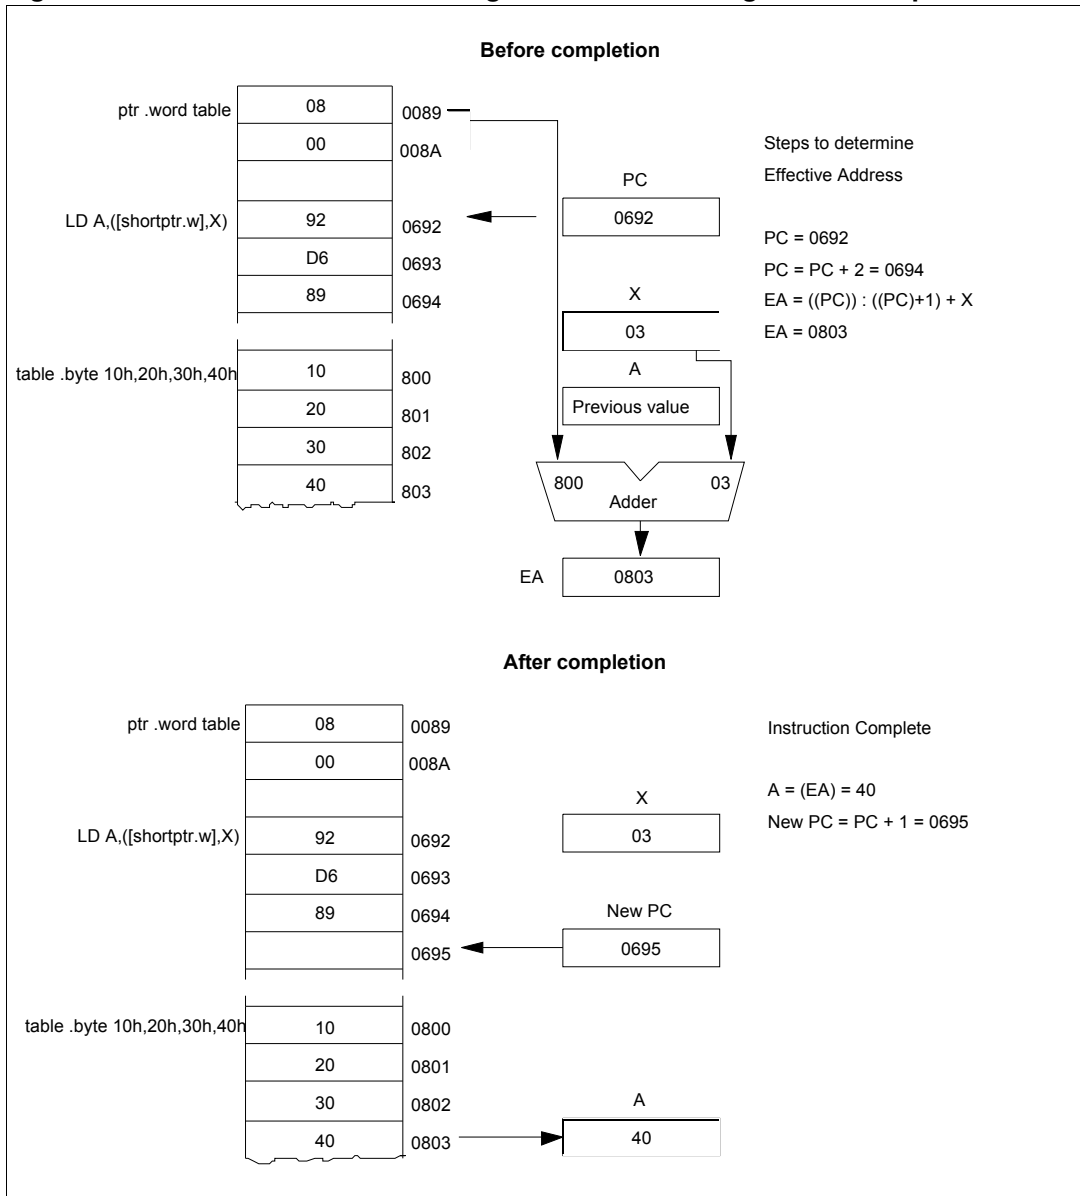 Before completion
ptr .word table 08 0089
00 008A
Steps to determine
Effective Address
PC
LD A,([shortptr.w],X) 92 0692 0692
D6 0693
89 0694
PC = 0692
PC = PC + 2 = 0694
EA = ((PC)) : ((PC)+1) + X
EA = 0803
X
03
table .byte 10h,20h,30h,40h 10 800
20 801
30 802
40 803
A
Previous value
800 03
Adder
EA 0803
After completion
ptr .word table 08 0089
00 008A
Instruction Complete
A = (EA) = 40
New PC = PC + 1 = 0695
X
03
LD A,([shortptr.w],X) 92 0692
D6 0693
89 0694
0695
New PC
0695
table .byte 10h,20h,30h,40h 10 0800
20 0801
30 0802
40 0803
A
40